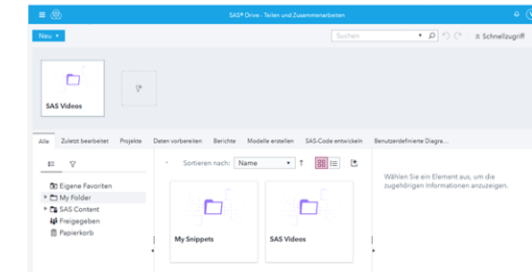 SAS® Drive - Teilen und Zusammenarbeiten
Neu
Suchen
Schnellzugriff
SAS Videos
Alle Zuletzt bearbeitet Projekte Daten vorbereiten Berichte Modelle erstellen SAS-Code entwickeln Benutzerdefinierte Diagra...
Sortieren nach: Name
Eigene Favoriten
My Folder
SAS Content
Freigegeben
Papierkorb
My Snippets
SAS Videos
Wählen Sie ein Element aus, um die
zugehörigen Informationen anzuzeigen.